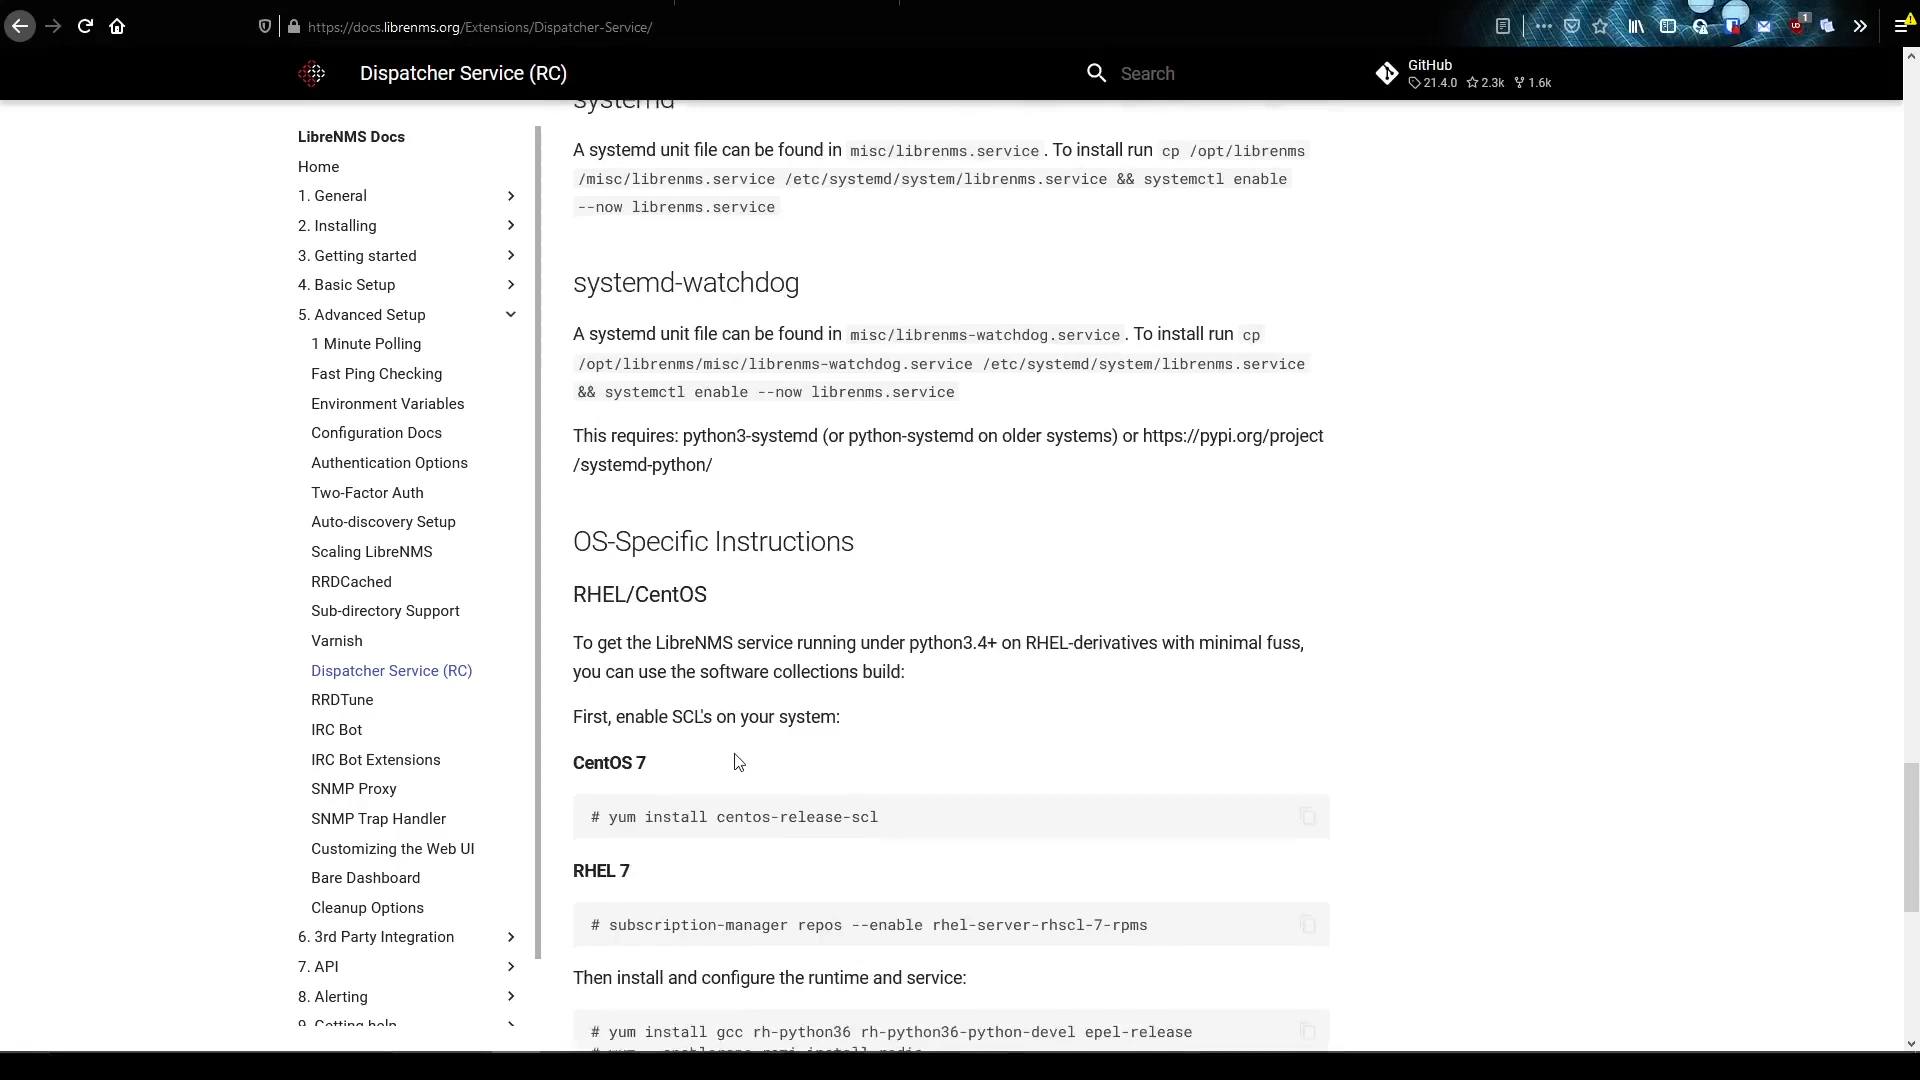 https://docs.librenms.org/Extensions/Dispatcher-Service/
1
Dispatcher Service (RC)
Search
GitHub
21.4.0 2.3k 1.6k
systemd
LibreNMS Docs
Home
1. General
2. Installing
3. Getting started
4. Basic Setup
5. Advanced Setup
1 Minute Polling
Fast Ping Checking
Environment Variables
Configuration Docs
Authentication Options
Two-Factor Auth
Auto-discovery Setup
Scaling LibreNMS
RRDCached
Sub-directory Support
Varnish
Dispatcher Service (RC)
RRDTune
IRC Bot
IRC Bot Extensions
SNMP Proxy
SNMP Trap Handler
Customizing the Web UI
Bare Dashboard
Cleanup Options
6. 3rd Party Integration
7. API
8. Alerting
9. Getting help
A systemd unit file can be found in misc/librenms.service. To install run cp /opt/librenms
/misc/librenms.service /etc/systemd/system/librenms.service && systemctl enable
--now librenms.service
systemd-watchdog
A systemd unit file can be found in misc/librenms-watchdog.service. To install run cp
/opt/librenms/misc/librenms-watchdog.service /etc/systemd/system/librenms.service
&& systemctl enable --now librenms.service
This requires: python3-systemd (or python-systemd on older systems) or https://pypi.org/project
/systemd-python/
OS-Specific Instructions
RHEL/CentOS
To get the LibreNMS service running under python3.4+ on RHEL-derivatives with minimal fuss,
you can use the software collections build:
First, enable SCL's on your system:
CentOS 7
# yum install centos-release-scl
RHEL 7
# subscription-manager repos --enable rhel-server-rhscl-7-rpms
Then install and configure the runtime and service:
# yum install gcc rh-python36 rh-python36-python-devel epel-release